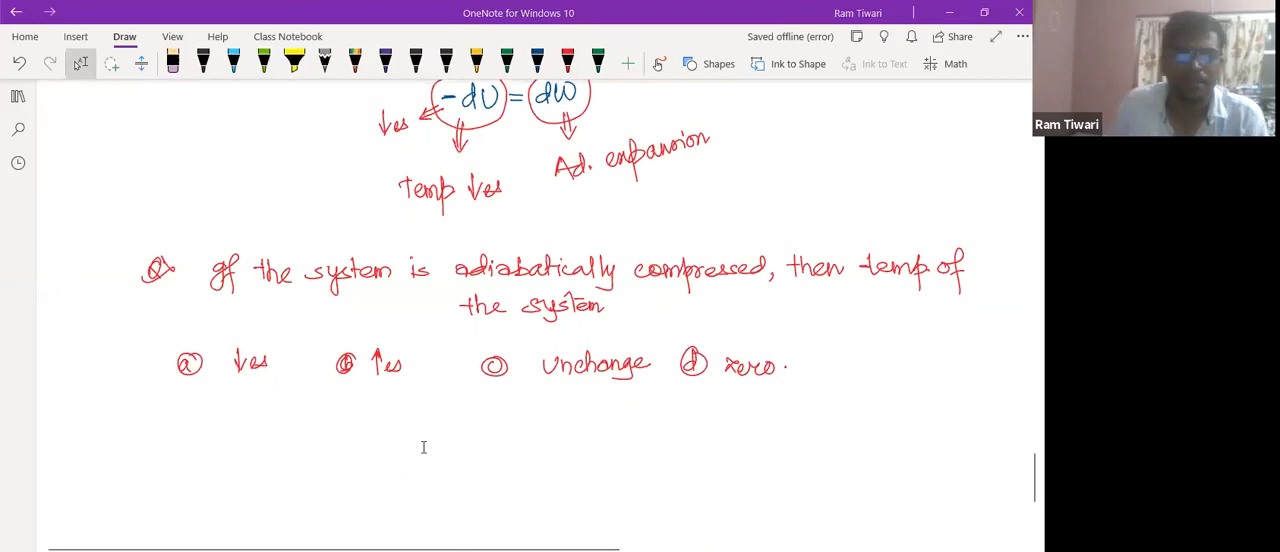 OneNote for Windows 10
Ram Tiwari
Home Insert Draw View Help Class Notebook
Saved offline (error) Share
Shapes Ink to Shape Ink to Text Math
-dU = dW
↓es
Temp ↓es
Ad. expansion
Q If the system is adiabatically compressed, then temp. of
the system
(a) ↓es (b) ↑es (c) unchange (d) zero.
Ram Tiwari